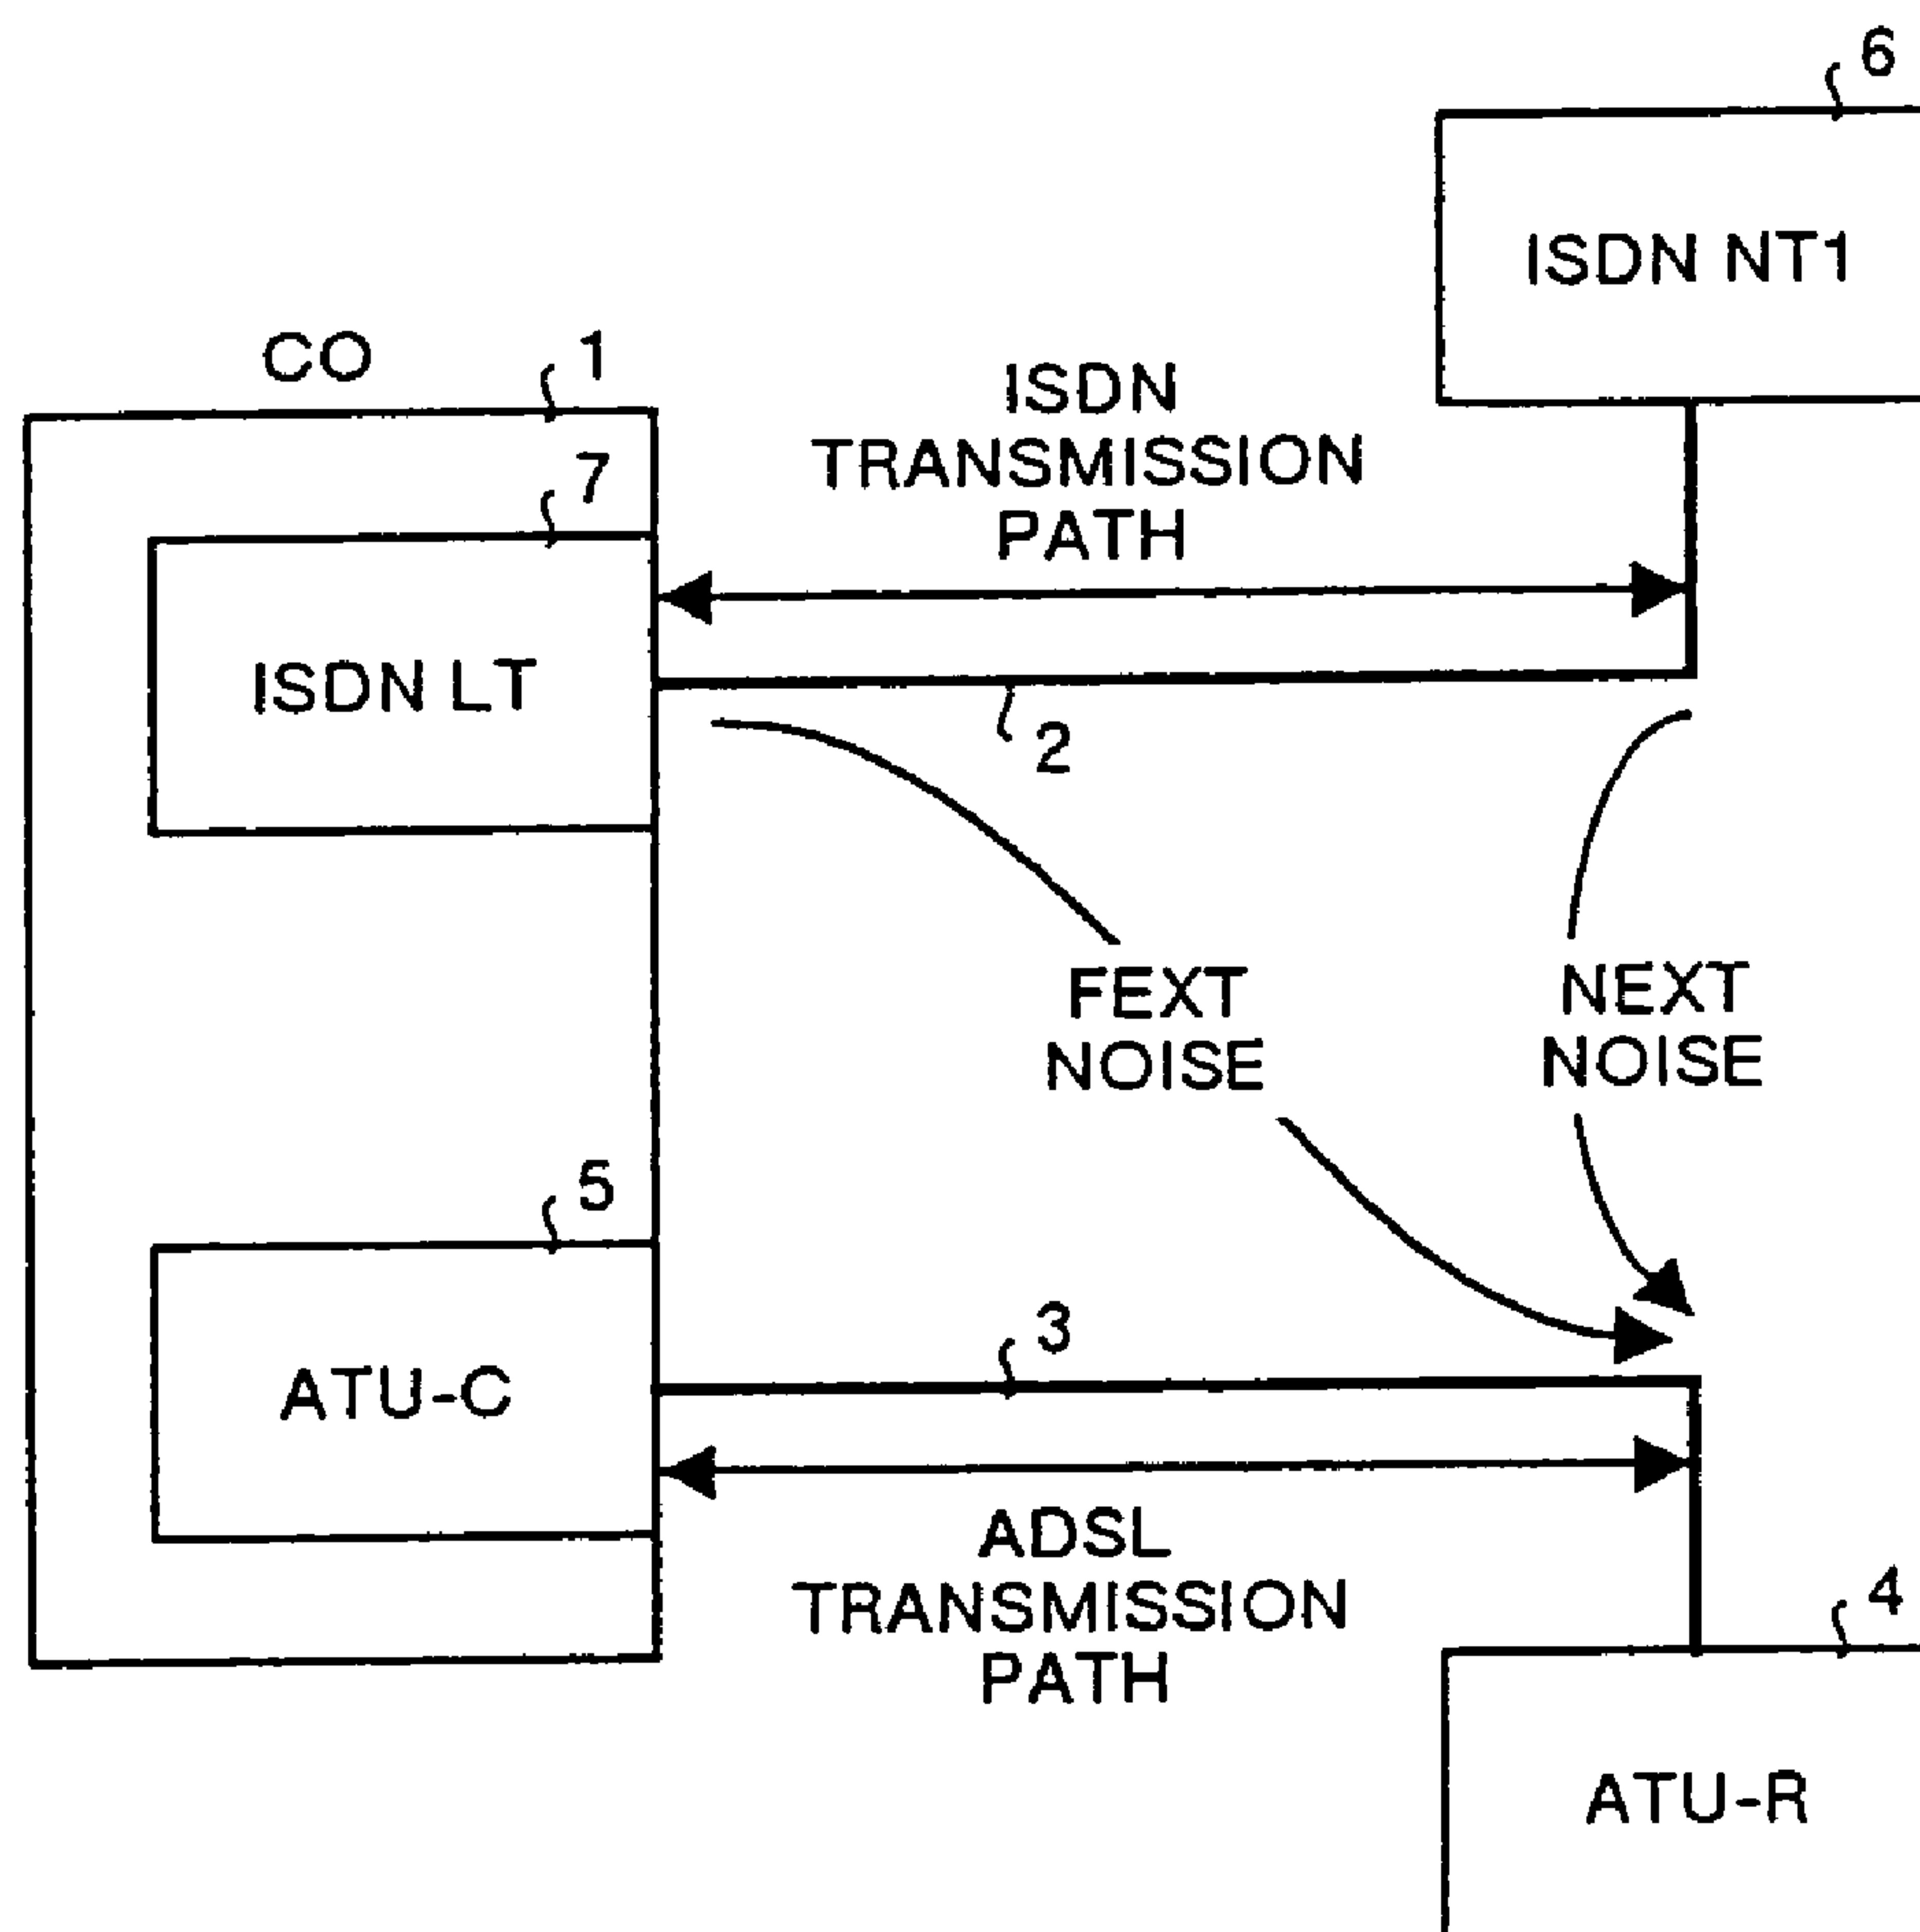 6
ISDN NT1
CO
1
ISDN
TRANSMISSION
PATH
7
ISDN LT
2
FEXT
NOISE
NEXT
NOISE
5
3
ATU-C
ADSL
TRANSMISSION
PATH
4
ATU-R